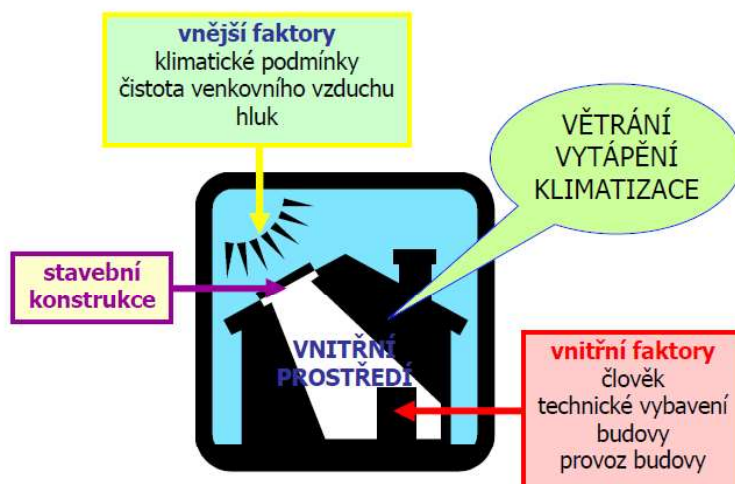 vnější faktory
klimatické podmínky
čistota venkovního vzduchu
hluk
VĚTRÁNÍ
VYTÁPĚNÍ
KLIMATIZACE
stavební
konstrukce
VNITŘNÍ
PROSTŘEDÍ
vnitřní faktory
člověk
technické vybavení
budovy
provoz budovy